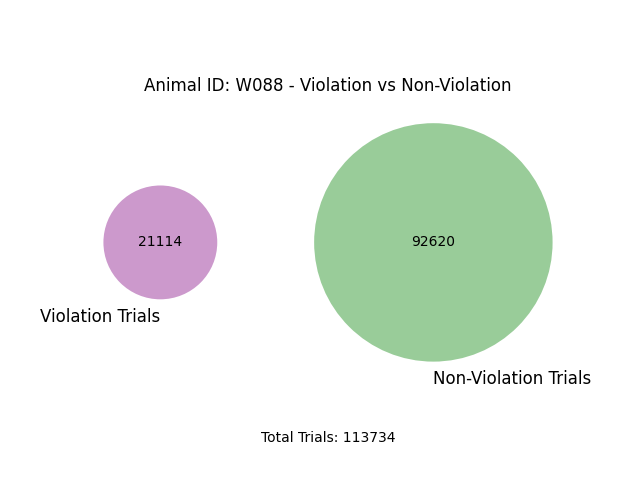 Animal ID: W088 - Violation vs Non-Violation
21114
92620
Violation Trials
Non-Violation Trials
Total Trials: 113734